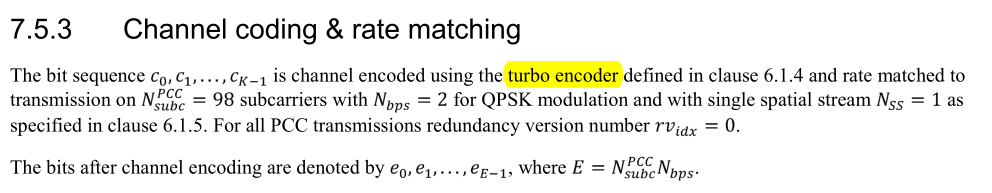 7.5.3 Channel coding & rate matching
The bit sequence c₀, c₁, . . . , c_{K−1} is channel encoded using the turbo encoder defined in clause 6.1.4 and rate matched to
transmission on N_{subc}^{PCC} = 98 subcarriers with N_{bps} = 2 for QPSK modulation and with single spatial stream N_{SS} = 1 as
specified in clause 6.1.5. For all PCC transmissions redundancy version number rv_{idx} = 0.
The bits after channel encoding are denoted by e₀, e₁, . . . , e_{E−1}, where E = N_{subc}^{PCC} N_{bps}.